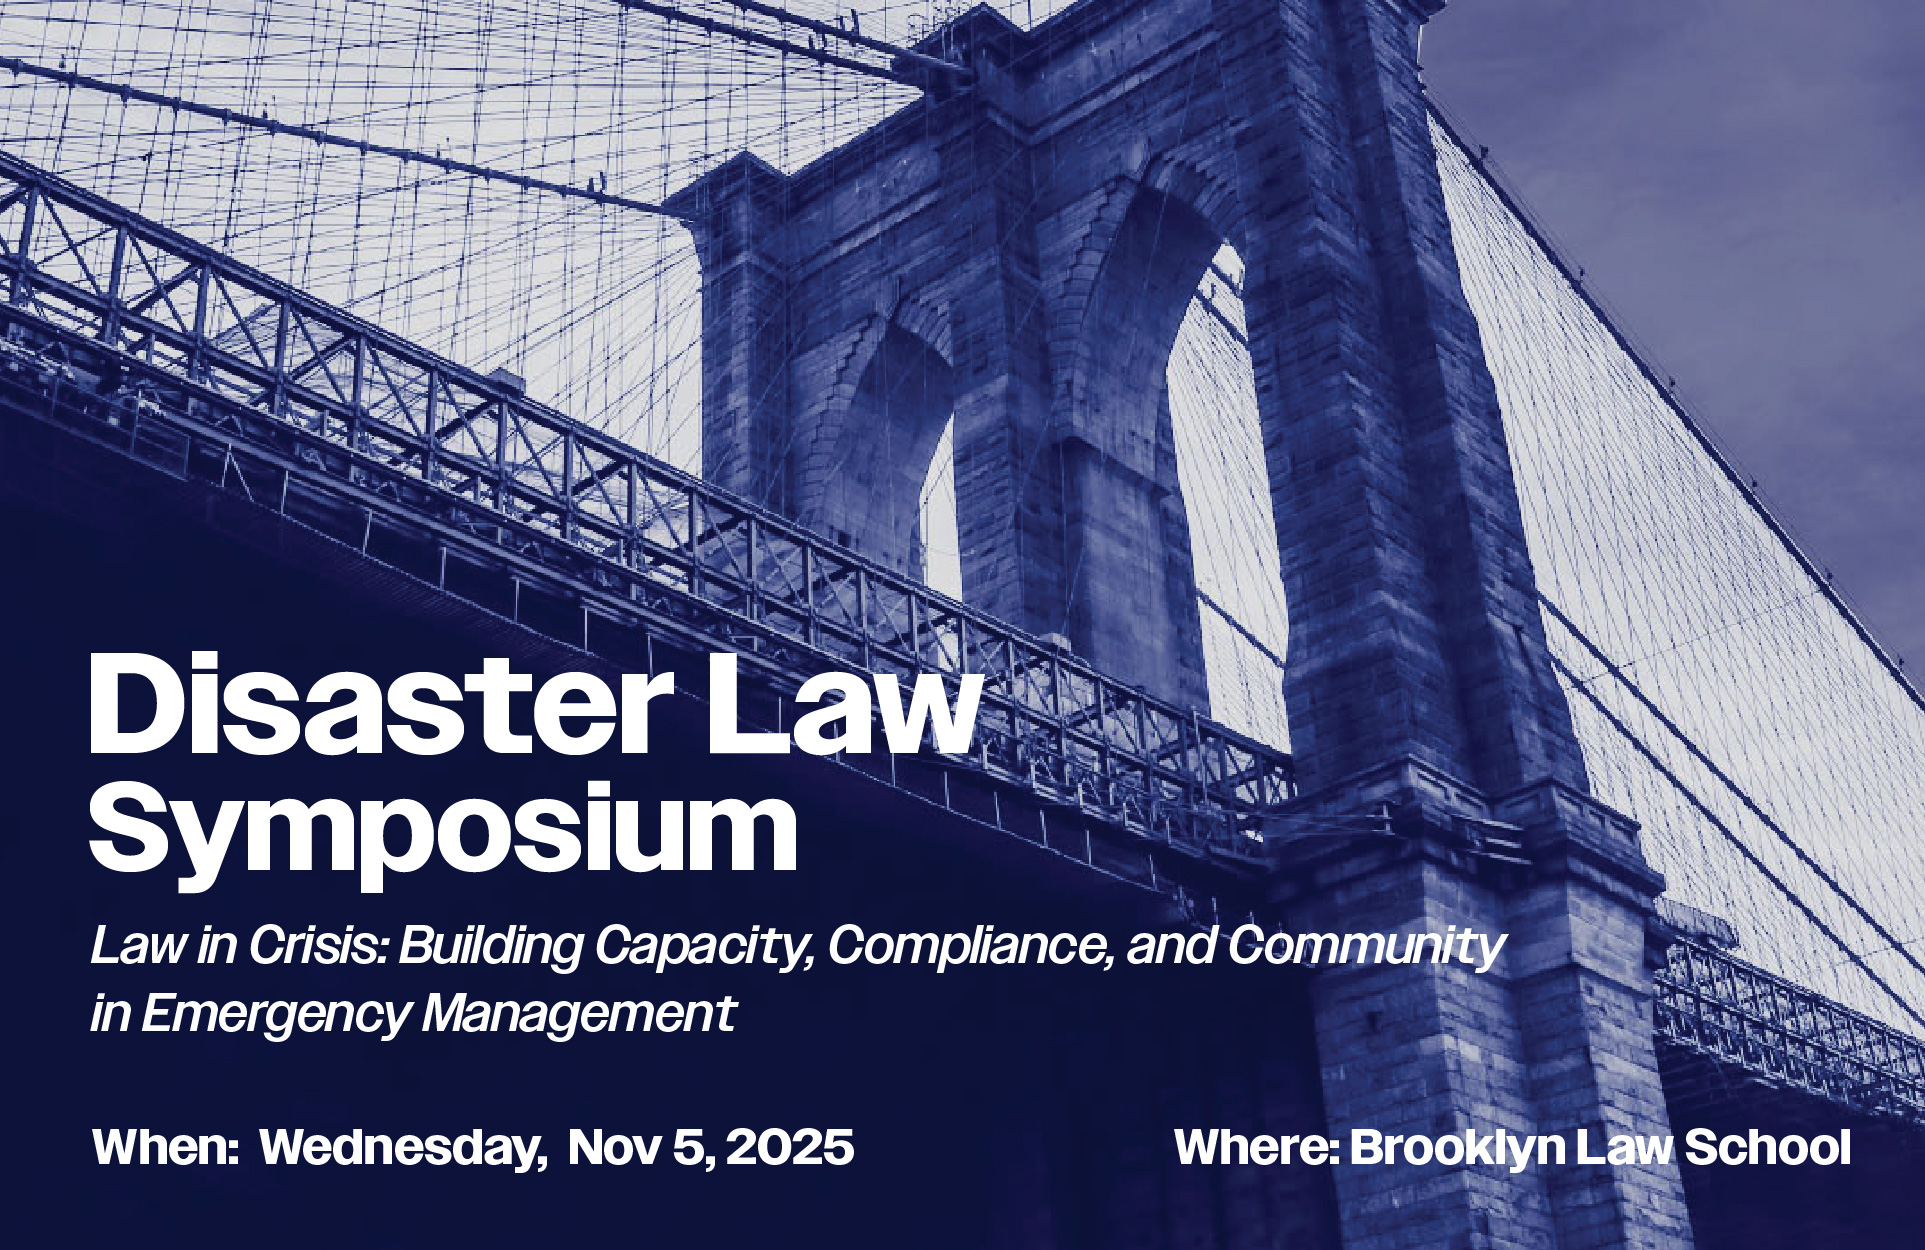 Disaster Law
Symposium
Law in Crisis: Building Capacity, Compliance, and Community
in Emergency Management
When: Wednesday, Nov 5, 2025
Where: Brooklyn Law School